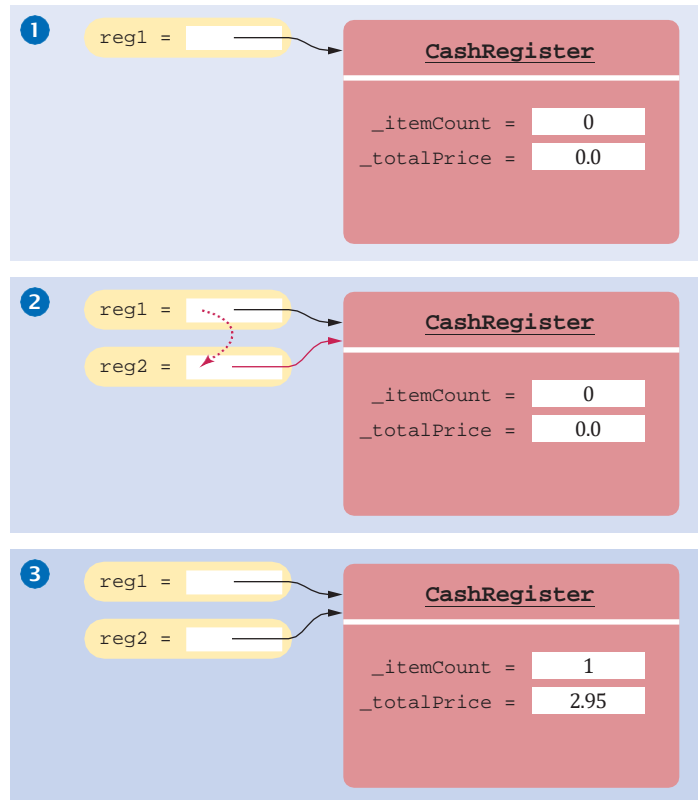 1
reg1 =
CashRegister
_itemCount = 0
_totalPrice = 0.0
2
reg1 =
reg2 =
CashRegister
_itemCount = 0
_totalPrice = 0.0
3
reg1 =
reg2 =
CashRegister
_itemCount = 1
_totalPrice = 2.95